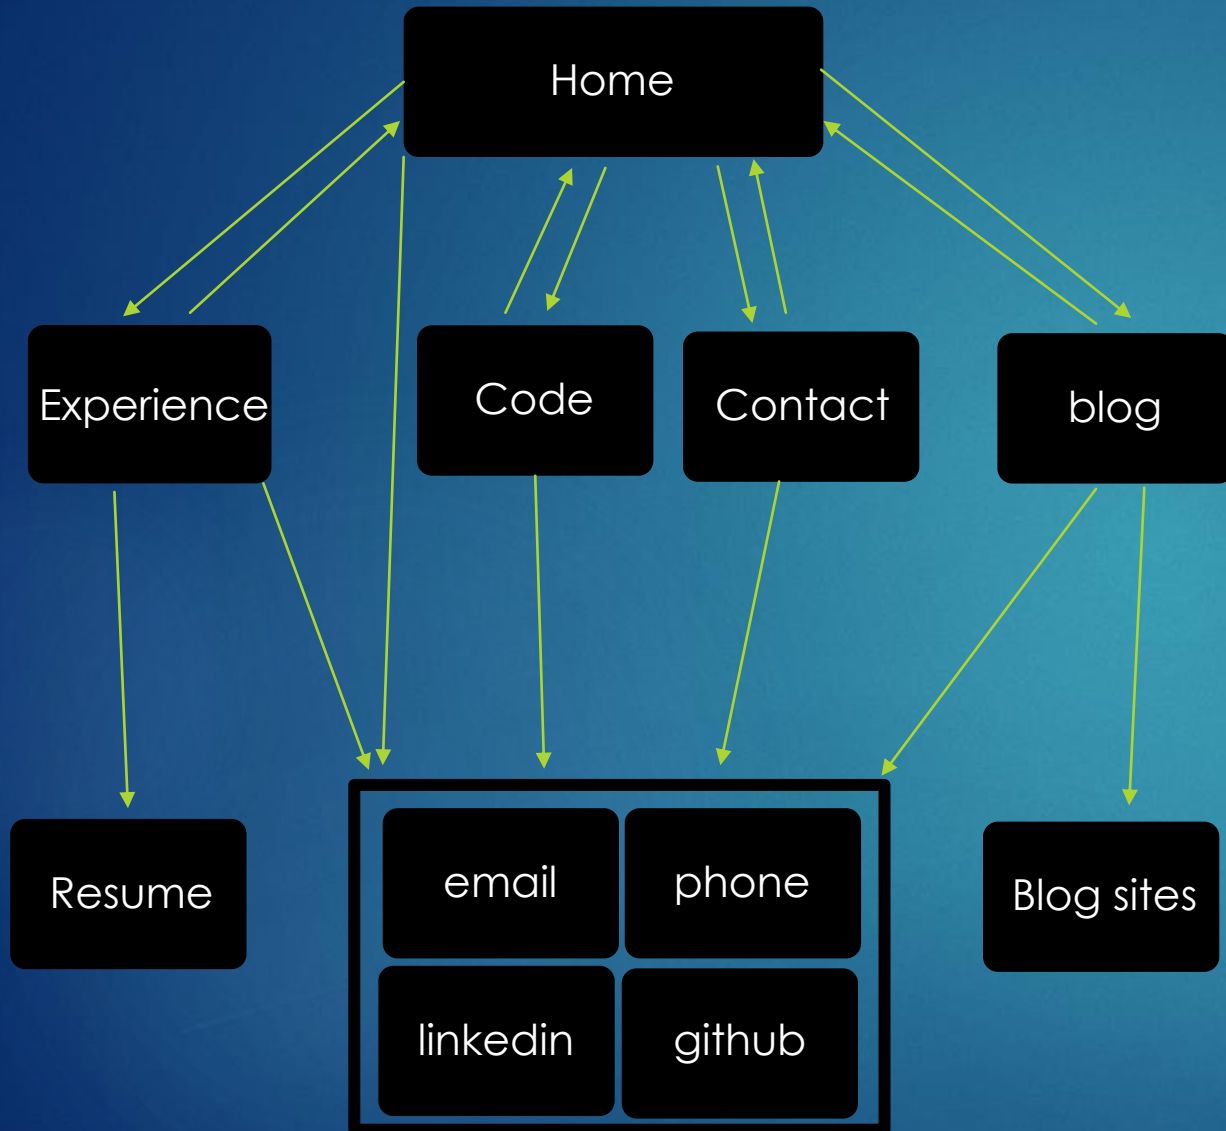 Home
Experience
Code
Contact
blog
Resume
email
phone
Blog sites
linkedin
github